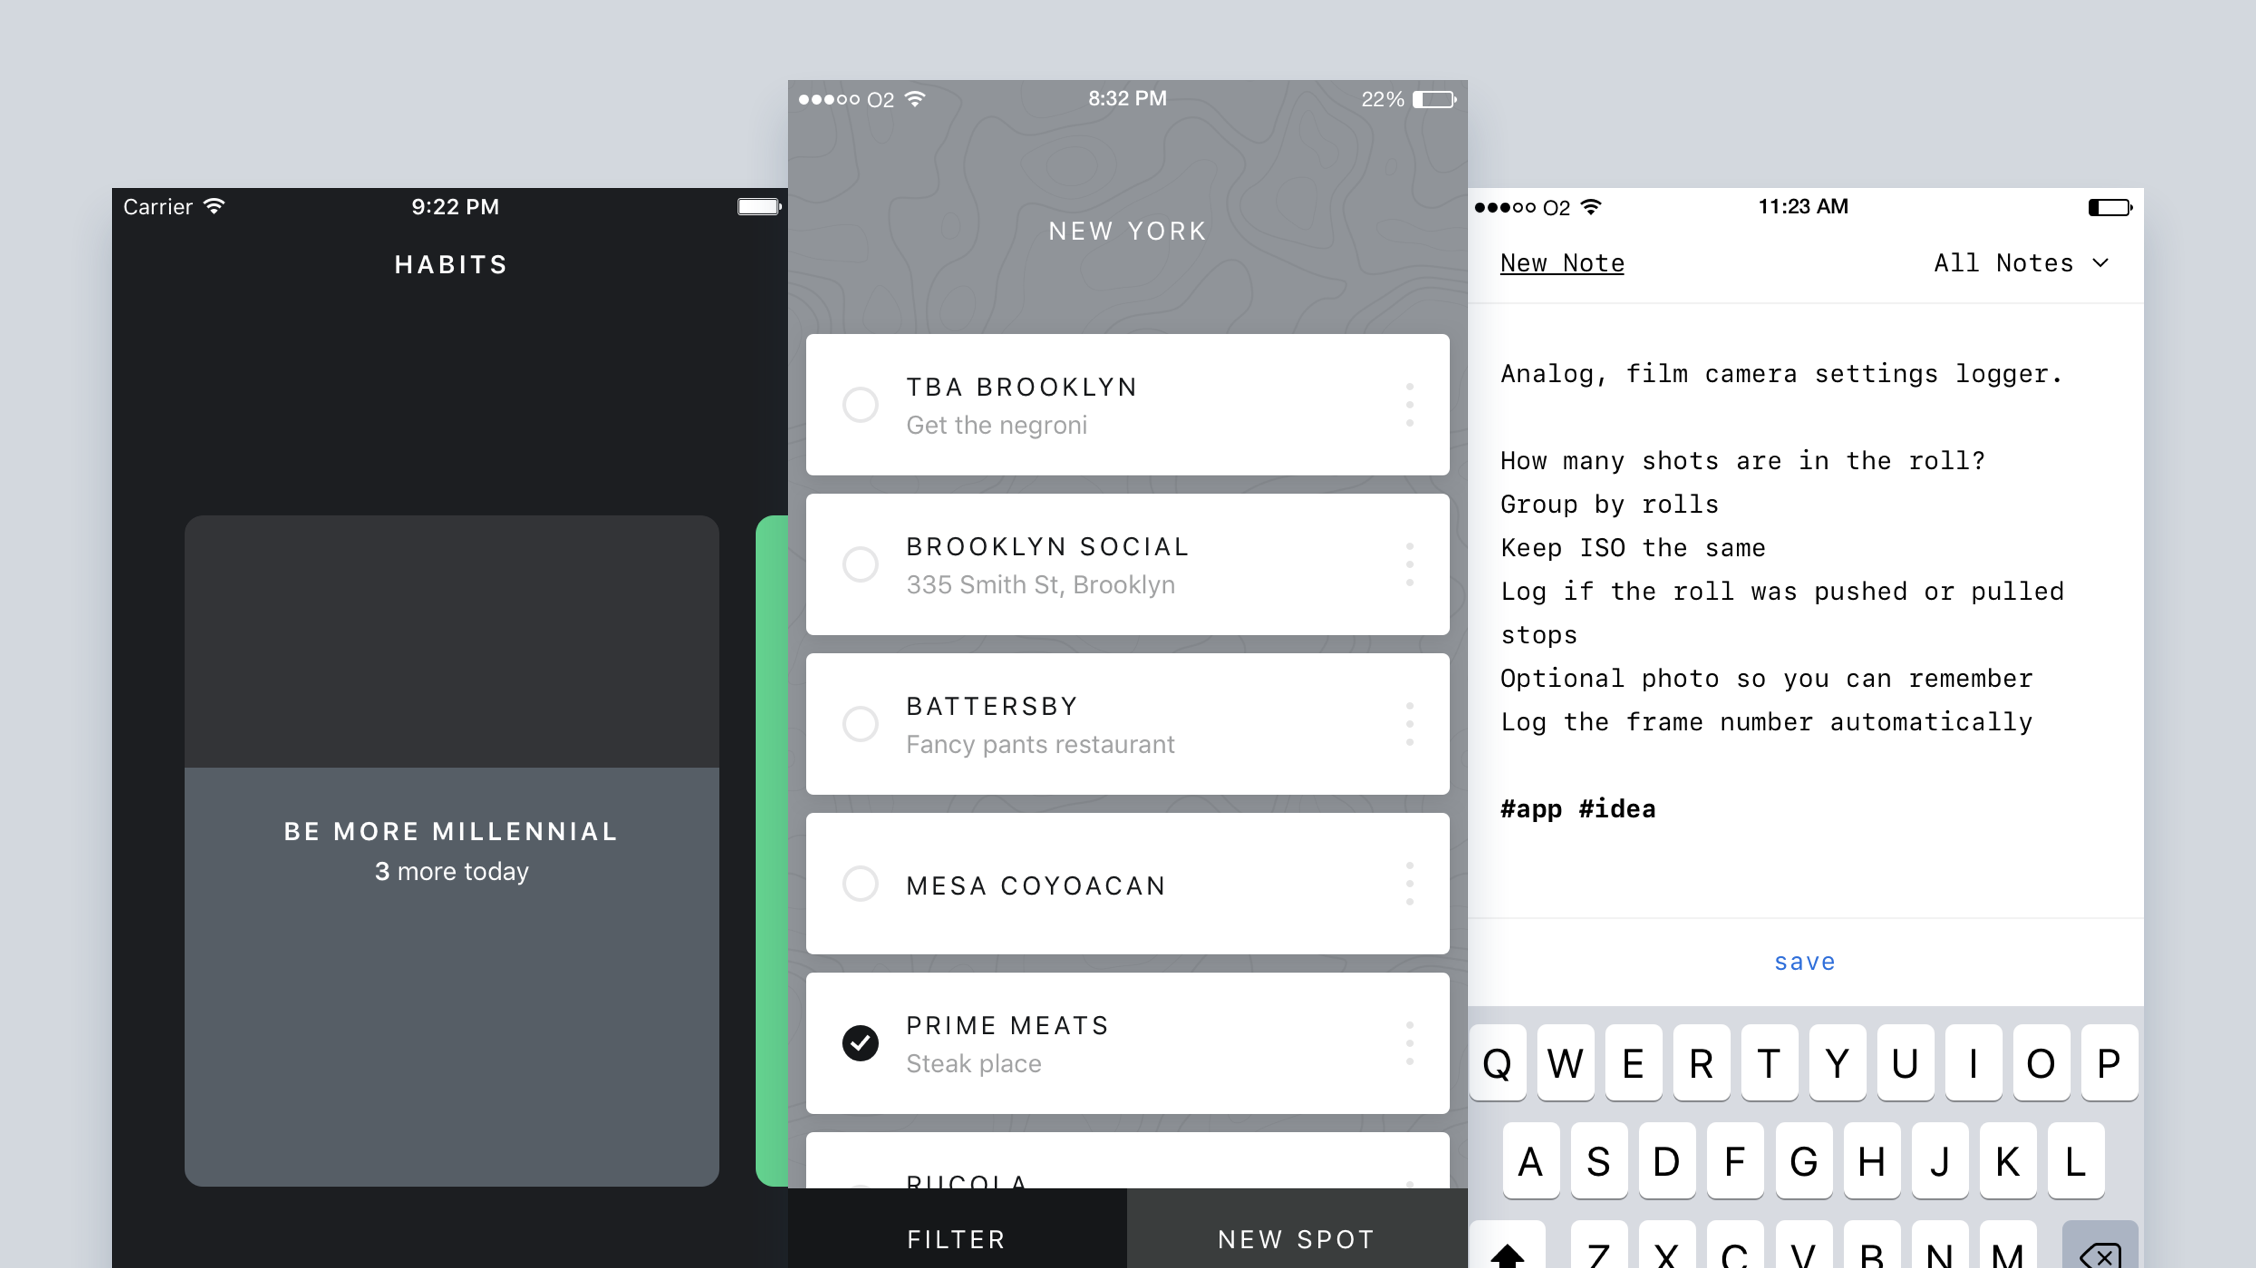 Carrier 9:22 PM
HABITS
BE MORE MILLENNIAL
3 more today
O2 8:32 PM 22%
NEW YORK
TBA BROOKLYN
Get the negroni
BROOKLYN SOCIAL
335 Smith St, Brooklyn
BATTERSBY
Fancy pants restaurant
MESA COYOACAN
PRIME MEATS
Steak place
RUCOLA
FILTER NEW SPOT
O2 11:23 AM
New Note All Notes
Analog, film camera settings logger.
How many shots are in the roll?
Group by rolls
Keep ISO the same
Log if the roll was pushed or pulled
stops
Optional photo so you can remember
Log the frame number automatically
#app #idea
save
Q W E R T Y U I O P
A S D F G H J K L
Z X C V B N M